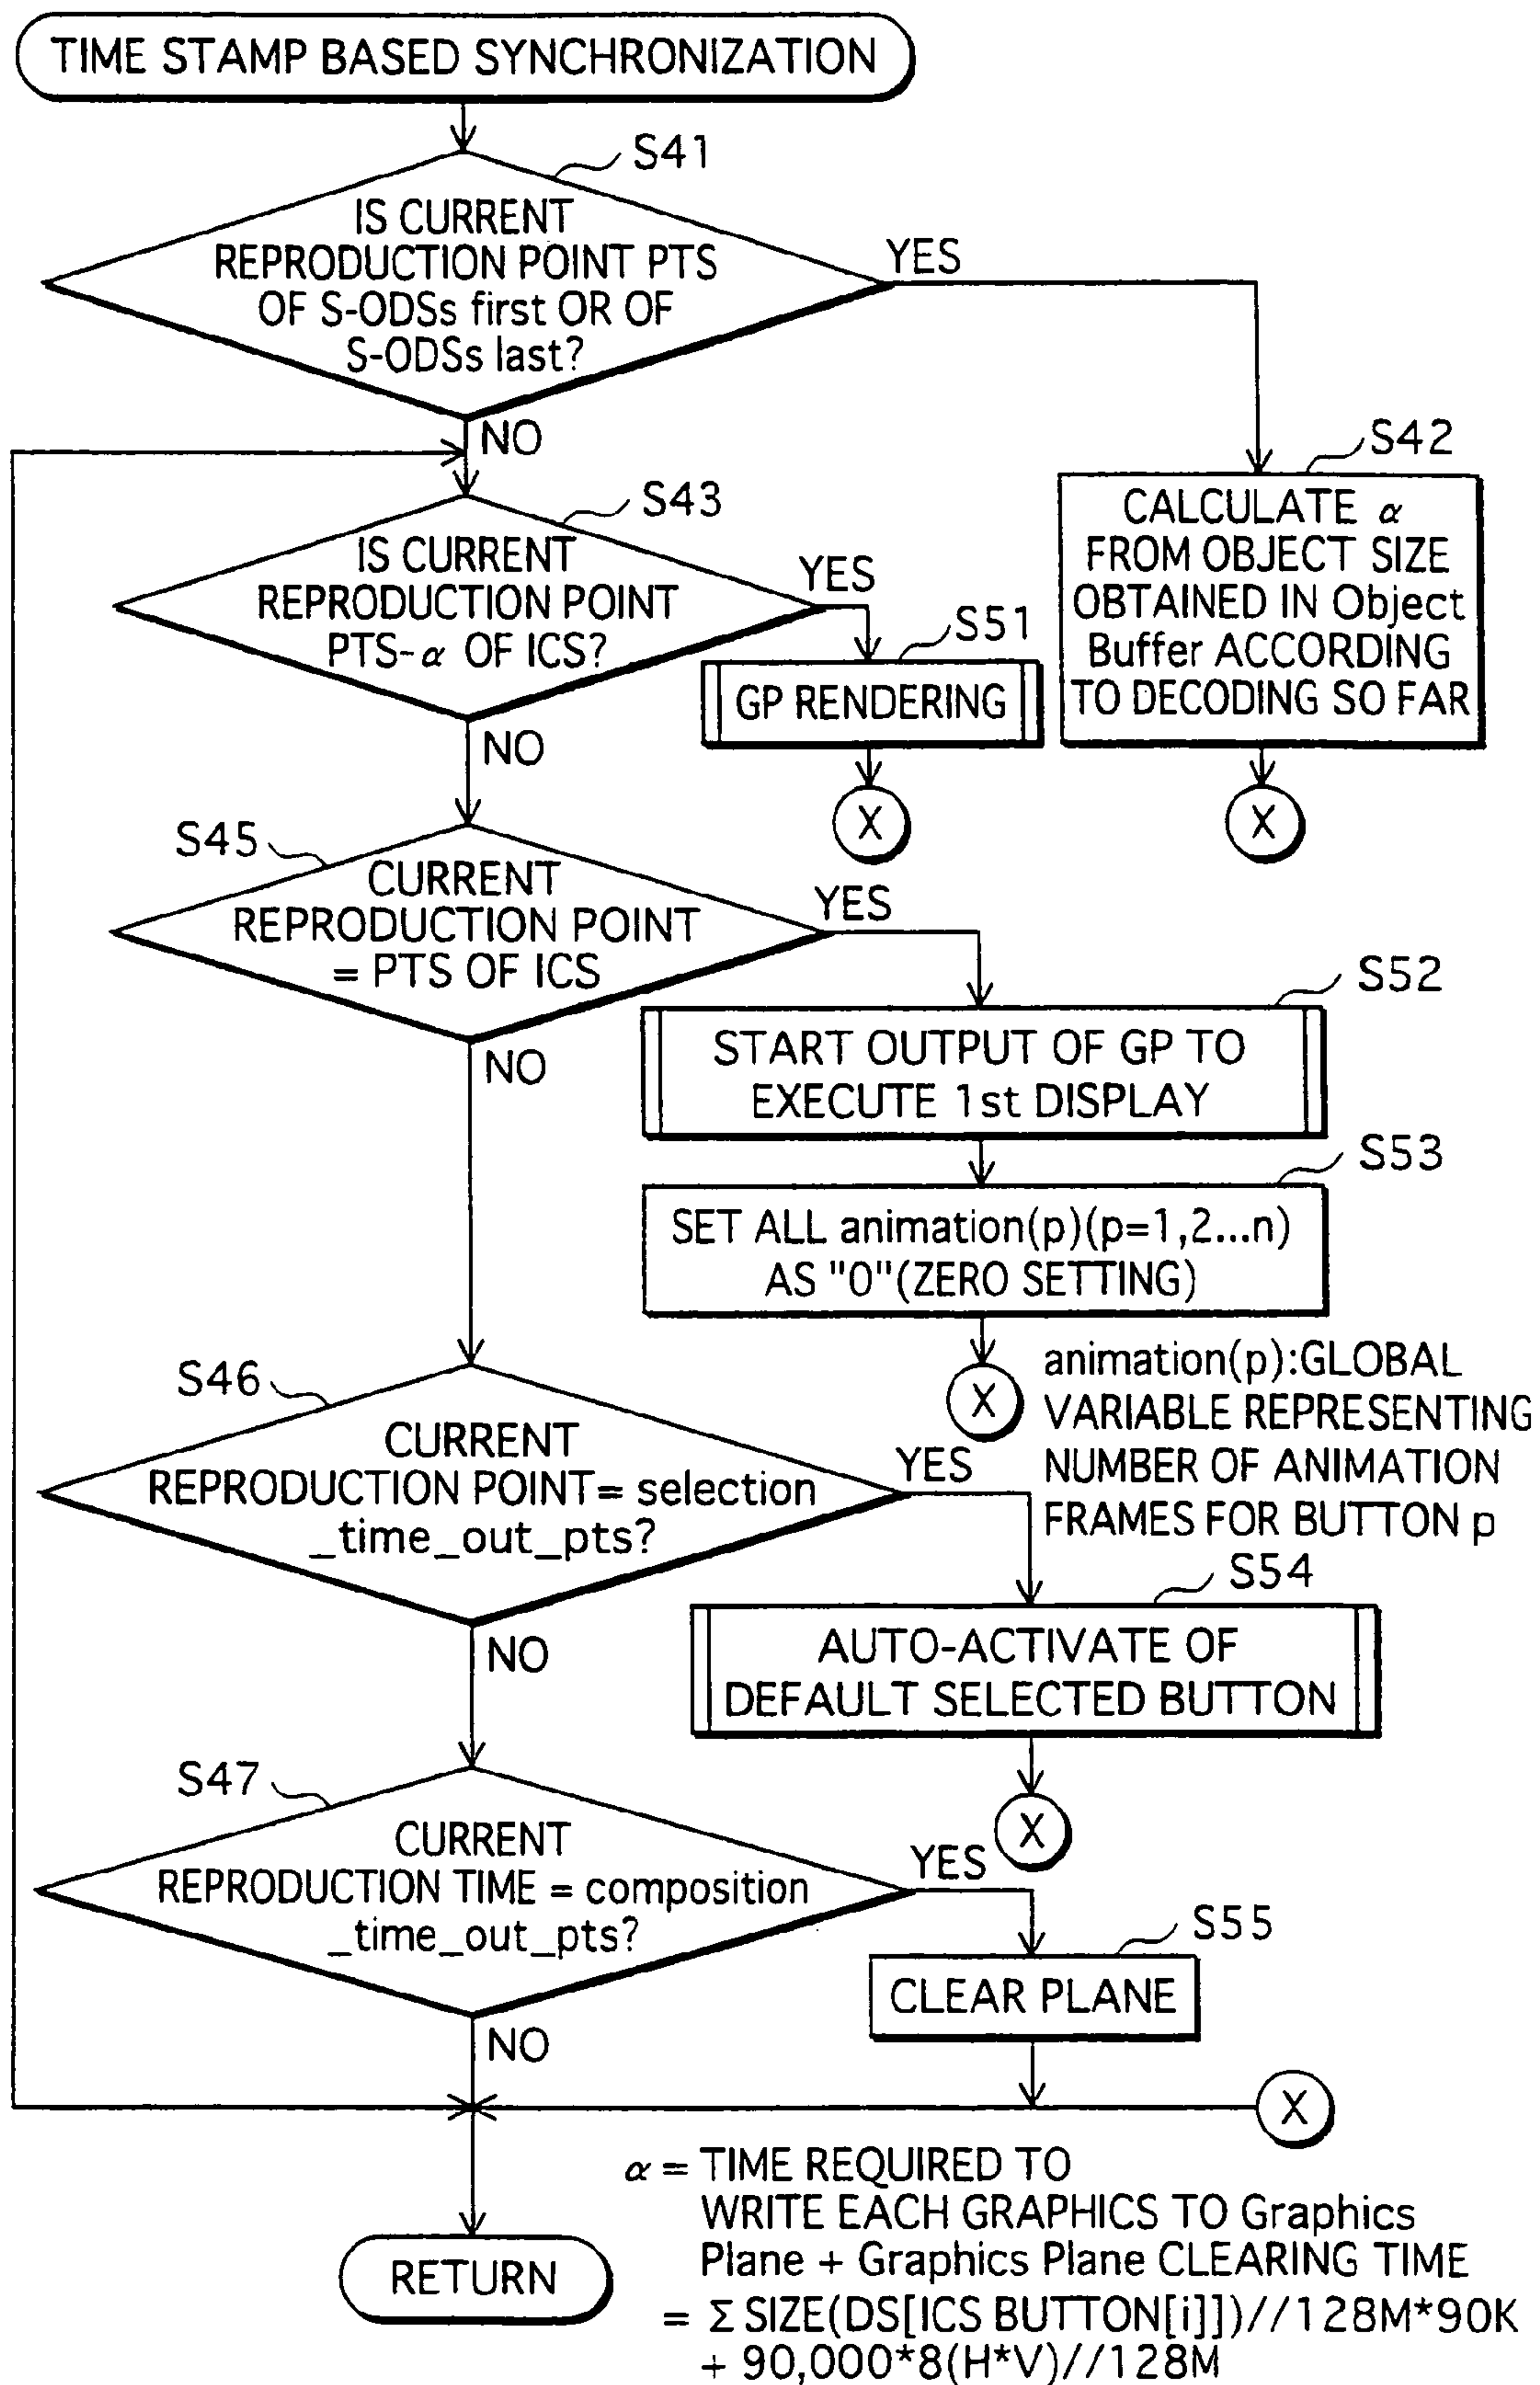 TIME STAMP BASED SYNCHRONIZATION
S41
IS CURRENT
REPRODUCTION POINT PTS
OF S-ODSs first OR OF
S-ODSs last?
YES
NO
S42
CALCULATE α
FROM OBJECT SIZE
OBTAINED IN Object
Buffer ACCORDING
TO DECODING SO FAR
X
S43
IS CURRENT
REPRODUCTION POINT
PTS-α OF ICS?
YES
NO
S51
GP RENDERING
X
S45
CURRENT
REPRODUCTION POINT
= PTS OF ICS
YES
NO
S52
START OUTPUT OF GP TO
EXECUTE 1st DISPLAY
S53
SET ALL animation(p)(p=1,2...n)
AS "0"(ZERO SETTING)
X
animation(p):GLOBAL
VARIABLE REPRESENTING
NUMBER OF ANIMATION
FRAMES FOR BUTTON p
S46
CURRENT
REPRODUCTION POINT= selection
_time_out_pts?
YES
NO
S54
AUTO-ACTIVATE OF
DEFAULT SELECTED BUTTON
X
S47
CURRENT
REPRODUCTION TIME = composition
_time_out_pts?
YES
NO
S55
CLEAR PLANE
X
RETURN
α = TIME REQUIRED TO
WRITE EACH GRAPHICS TO Graphics
Plane + Graphics Plane CLEARING TIME
= Σ SIZE(DS[ICS BUTTON[i]])//128M*90K
+ 90,000*8(H*V)//128M